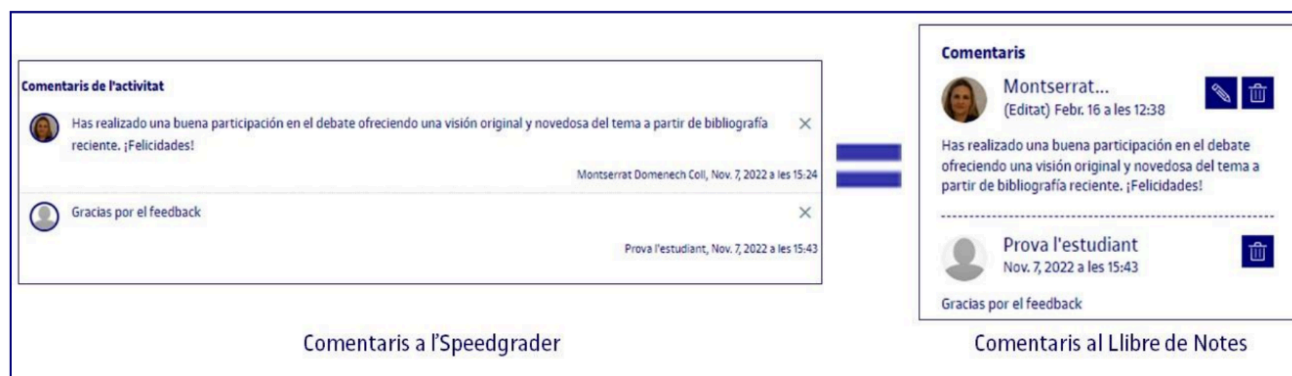 Comentaris de l'activitat
Has realizado una buena participación en el debate ofreciendo una visión original y novedosa del tema a partir de bibliografía
reciente. ¡Felicidades!
Montserrat Domenech Coll, Nov. 7, 2022 a les 15:24
Gracias por el feedback
Prova l'estudiant, Nov. 7, 2022 a les 15:43
Comentaris a l'Speedgrader
Comentaris
Montserrat...
(Editat) Febr. 16 a les 12:38
Has realizado una buena participación en el debate
ofreciendo una visión original y novedosa del tema a
partir de bibliografía reciente. ¡Felicidades!
Prova l'estudiant
Nov. 7, 2022 a les 15:43
Gracias por el feedback
Comentaris al Llibre de Notes